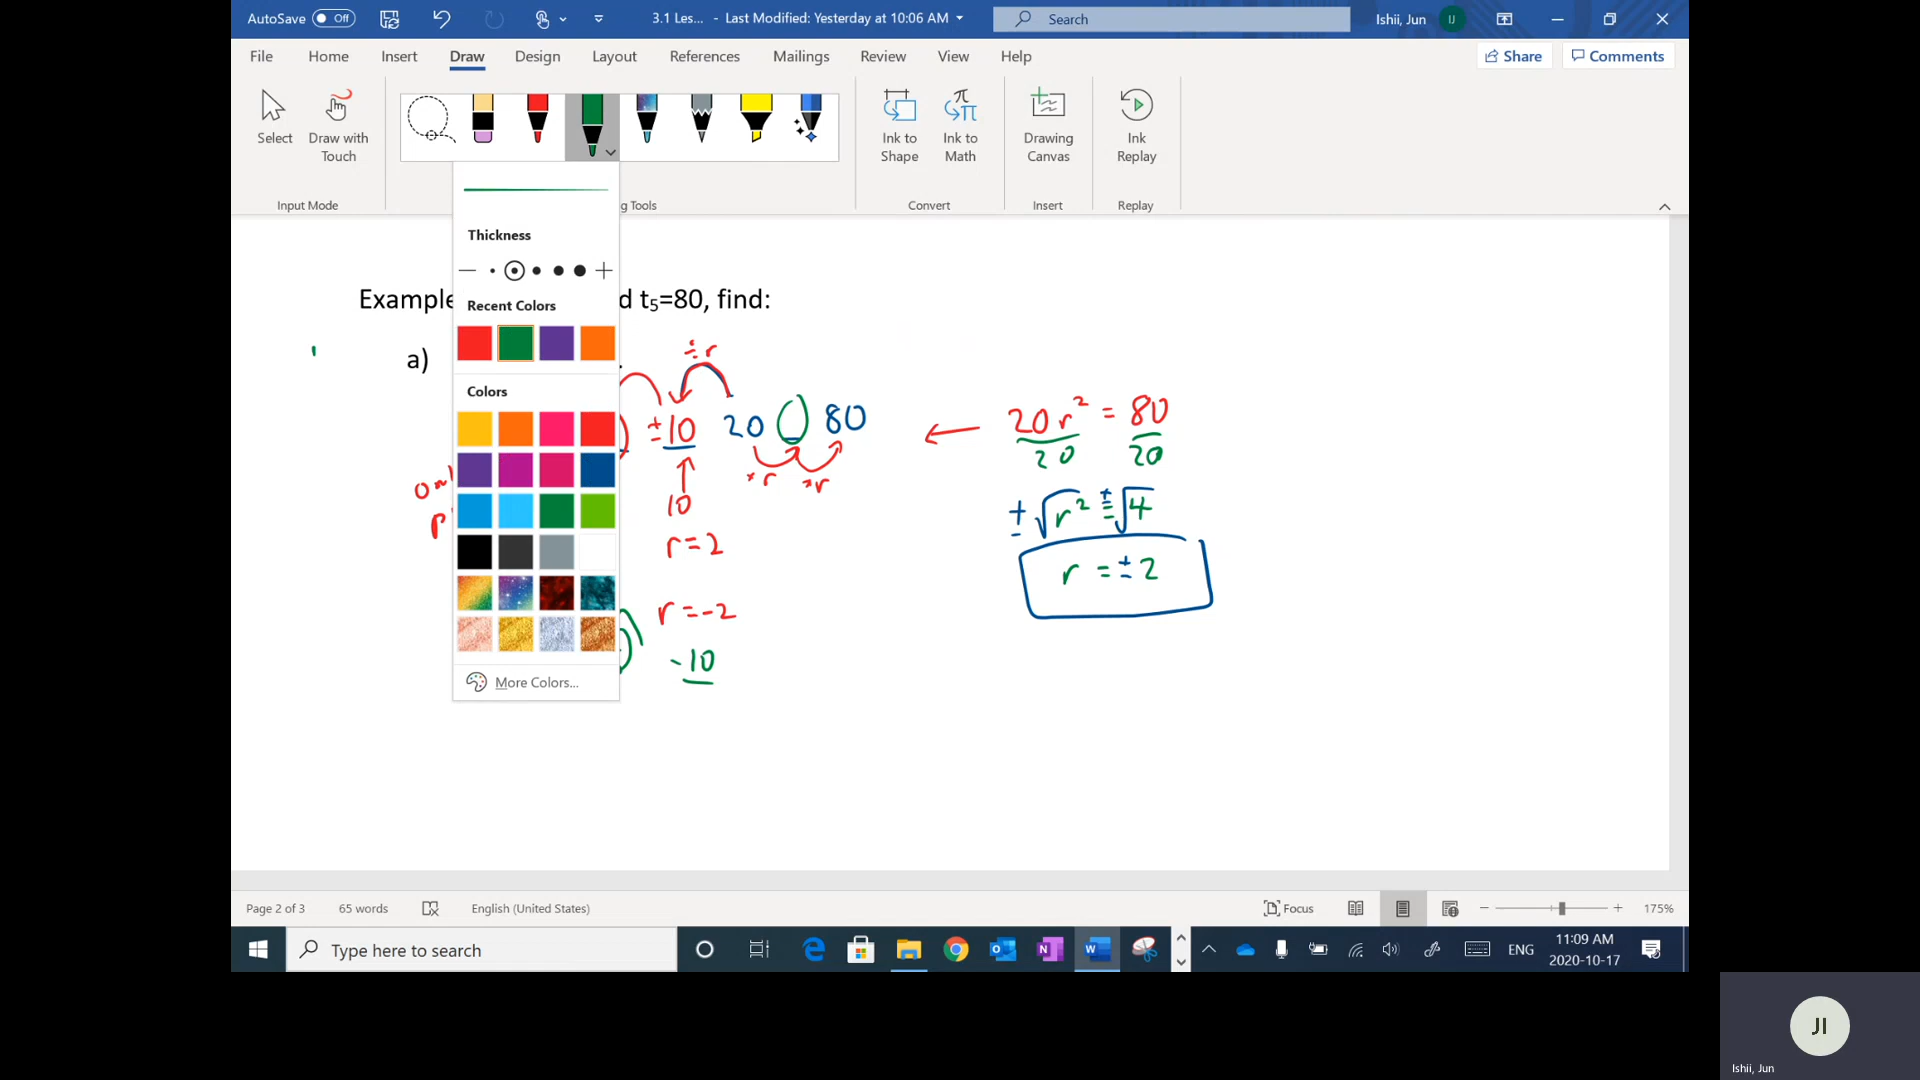 AutoSave Off 3.1 Les... - Last Modified: Yesterday at 10:06 AM Search Ishii, Jun IJ
File Home Insert Draw Design Layout References Mailings Review View Help Share Comments
Select Draw with Touch Ink to Shape Ink to Math Drawing Canvas Ink Replay
Input Mode g Tools Convert Insert Replay
Thickness
Recent Colors
Colors
More Colors...
Example d t5=80, find:
a)
÷r
±10 20 80
×r ×r
10
r=2
r=-2
-10
20r² = 80
20 20
±√r² = ±√4
r = ±2
Page 2 of 3 65 words English (United States) Focus 175%
Type here to search ENG 11:09 AM
2020-10-17
JI
Ishii, Jun